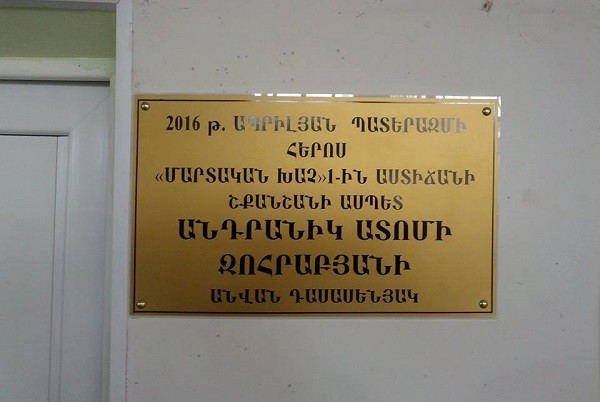 2016 թ. ԱՊՐԻԼՅԱՆ ՊԱՏԵՐԱԶՄԻ
ՀԵՐՈՍ
«ՄԱՐՏԱԿԱՆ ԽԱՉ»1-ԻՆ ԱՍՏԻՃԱՆԻ
ՇՔԱՆՇԱՆԻ ԱՍՊԵՏ
ԱՆԴՐԱՆԻԿ ԱՏՈՄԻ
ԶՈՀՐԱԲՅԱՆԻ
ԱՆՎԱՆ ԴԱՍԱՍԵՆՅԱԿ